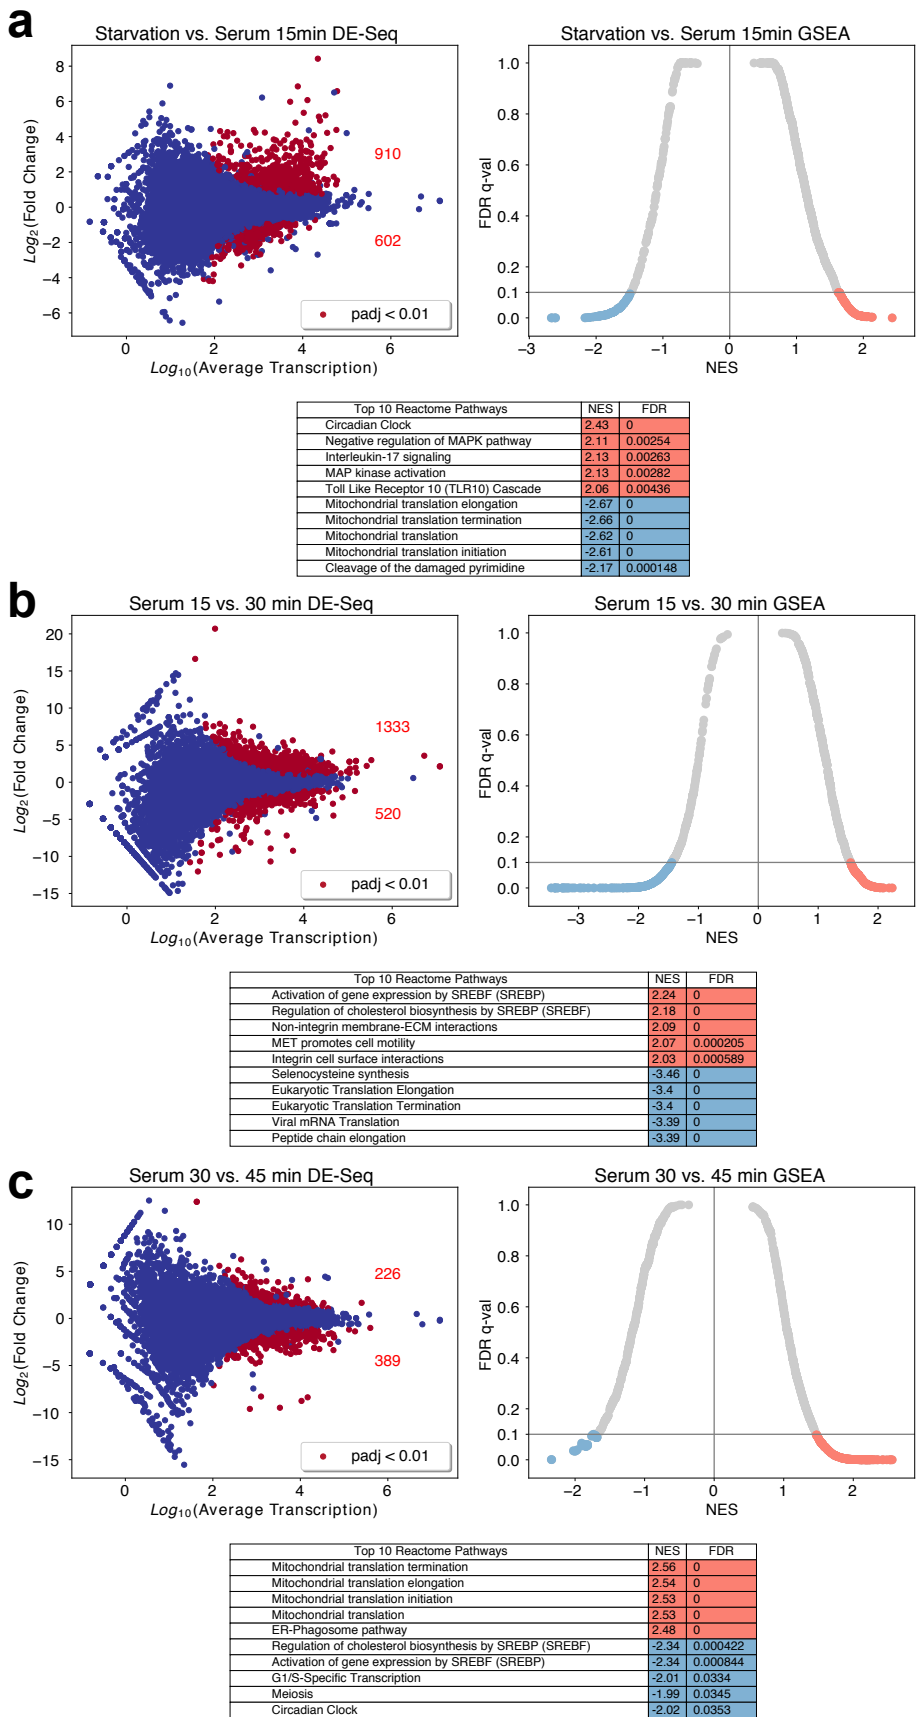 a
Starvation vs. Serum 15min DE-Seq
8
6
4
2
0
−2
−4
−6
Log2(Fold Change)
910
602
padj < 0.01
0 2 4 6
Log10(Average Transcription)
Starvation vs. Serum 15min GSEA
1.0
0.8
0.6
0.4
0.2
0.1
0.0
FDR q-val
−3 −2 −1 0 1 2
NES
Top 10 Reactome Pathways NES FDR
Circadian Clock 2.43 0
Negative regulation of MAPK pathway 2.11 0.00254
Interleukin-17 signaling 2.13 0.00263
MAP kinase activation 2.13 0.00282
Toll Like Receptor 10 (TLR10) Cascade 2.06 0.00436
Mitochondrial translation elongation -2.67 0
Mitochondrial translation termination -2.66 0
Mitochondrial translation -2.62 0
Mitochondrial translation initiation -2.61 0
Cleavage of the damaged pyrimidine -2.17 0.000148
b
Serum 15 vs. 30 min DE-Seq
20
15
10
5
0
−5
−10
−15
Log2(Fold Change)
1333
520
padj < 0.01
0 2 4 6
Log10(Average Transcription)
Serum 15 vs. 30 min GSEA
1.0
0.8
0.6
0.4
0.2
0.1
0.0
FDR q-val
−3 −2 −1 0 1 2
NES
Top 10 Reactome Pathways NES FDR
Activation of gene expression by SREBF (SREBP) 2.24 0
Regulation of cholesterol biosynthesis by SREBP (SREBF) 2.18 0
Non-integrin membrane-ECM interactions 2.09 0
MET promotes cell motility 2.07 0.000205
Integrin cell surface interactions 2.03 0.000589
Selenocysteine synthesis -3.46 0
Eukaryotic Translation Elongation -3.4 0
Eukaryotic Translation Termination -3.4 0
Viral mRNA Translation -3.39 0
Peptide chain elongation -3.39 0
c
Serum 30 vs. 45 min DE-Seq
10
5
0
−5
−10
−15
Log2(Fold Change)
226
389
padj < 0.01
0 2 4 6
Log10(Average Transcription)
Serum 30 vs. 45 min GSEA
1.0
0.8
0.6
0.4
0.2
0.1
0.0
FDR q-val
−2 −1 0 1 2
NES
Top 10 Reactome Pathways NES FDR
Mitochondrial translation termination 2.56 0
Mitochondrial translation elongation 2.54 0
Mitochondrial translation initiation 2.53 0
Mitochondrial translation 2.53 0
ER-Phagosome pathway 2.48 0
Regulation of cholesterol biosynthesis by SREBP (SREBF) -2.34 0.000422
Activation of gene expression by SREBF (SREBP) -2.34 0.000844
G1/S-Specific Transcription -2.01 0.0334
Meiosis -1.99 0.0345
Circadian Clock -2.02 0.0353